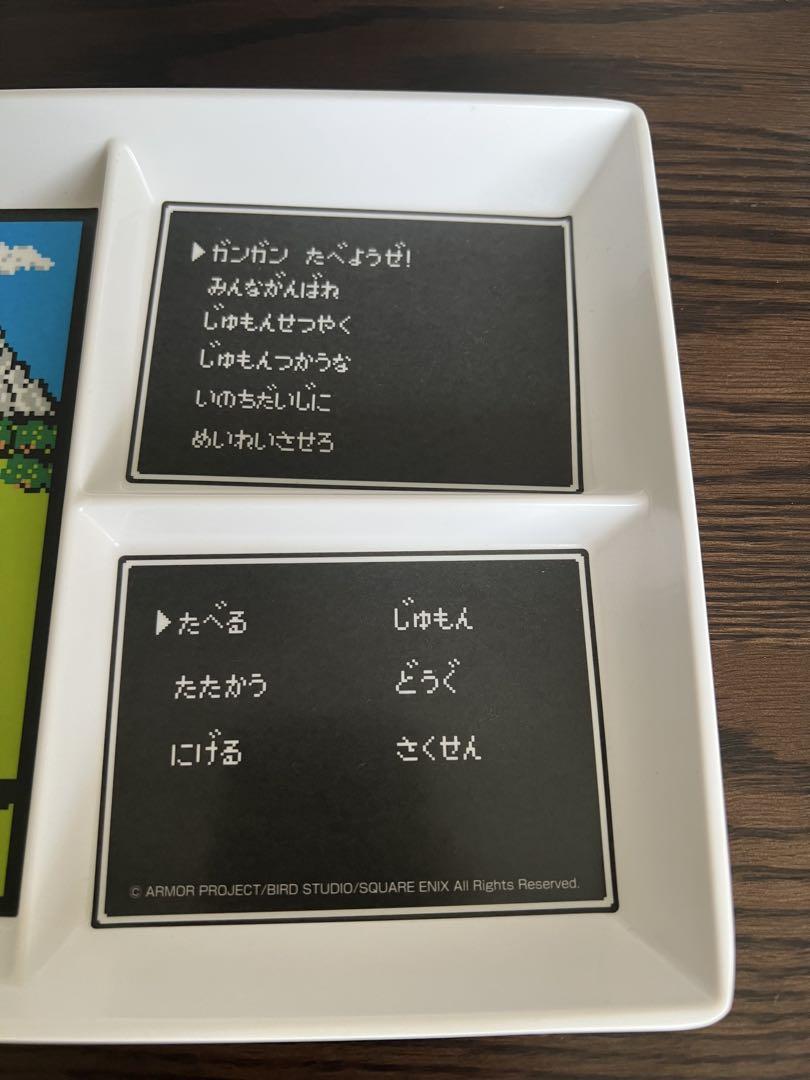 ▶ガンガン たべようぜ!
みんながんばれ
じゅもんせつやく
じゅもんつかうな
いのちだいじに
めいれいさせろ
▶たべる じゅもん
たたかう どうぐ
にげる さくせん
© ARMOR PROJECT/BIRD STUDIO/SQUARE ENIX All Rights Reserved.